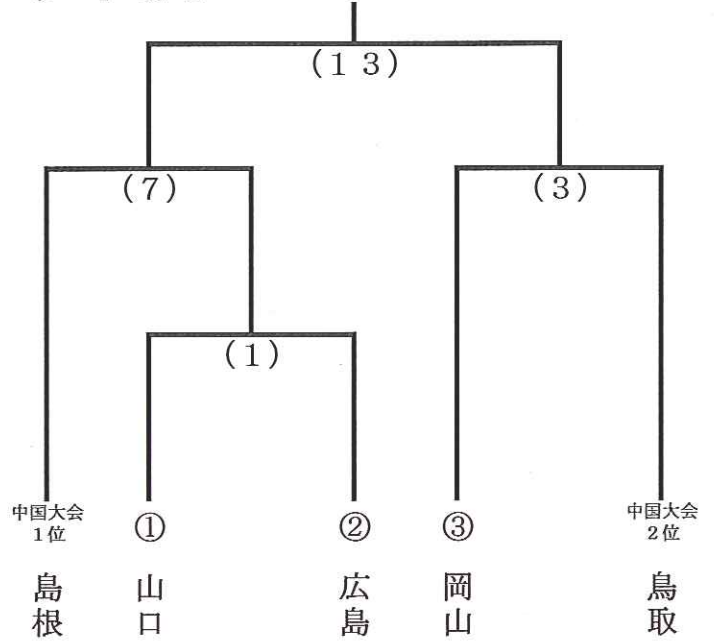 (13)
(7)
(3)
(1)
中国大会
1位
①
②
③
中国大会
2位
島根
山口
広島
岡山
鳥取